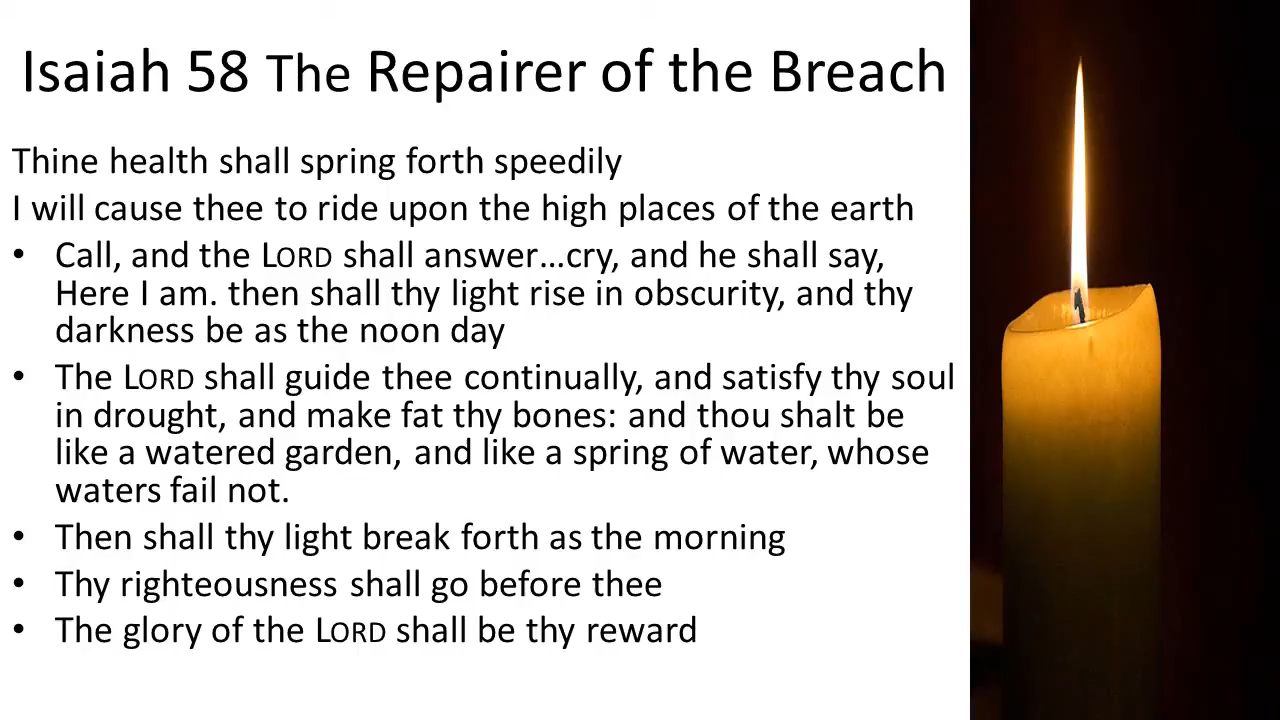 Isaiah 58 The Repairer of the Breach
Thine health shall spring forth speedily
I will cause thee to ride upon the high places of the earth
• Call, and the LORD shall answer...cry, and he shall say,
Here I am. then shall thy light rise in obscurity, and thy
darkness be as the noon day
• The LORD shall guide thee continually, and satisfy thy soul
in drought, and make fat thy bones: and thou shalt be
like a watered garden, and like a spring of water, whose
waters fail not.
• Then shall thy light break forth as the morning
• Thy righteousness shall go before thee
• The glory of the LORD shall be thy reward